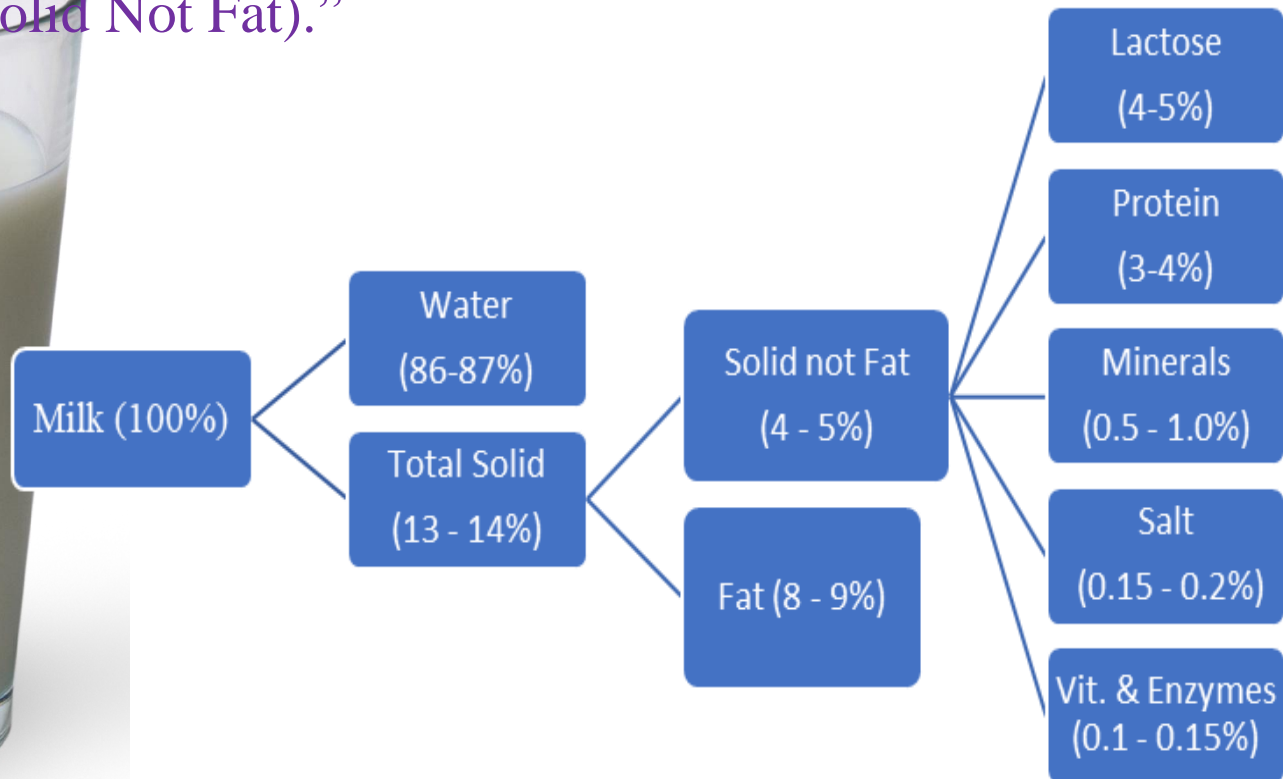 olid Not Fat).”
Milk (100%)
Water
(86-87%)
Total Solid
(13 - 14%)
Solid not Fat
(4 - 5%)
Fat (8 - 9%)
Lactose
(4-5%)
Protein
(3-4%)
Minerals
(0.5 - 1.0%)
Salt
(0.15 - 0.2%)
Vit. & Enzymes
(0.1 - 0.15%)